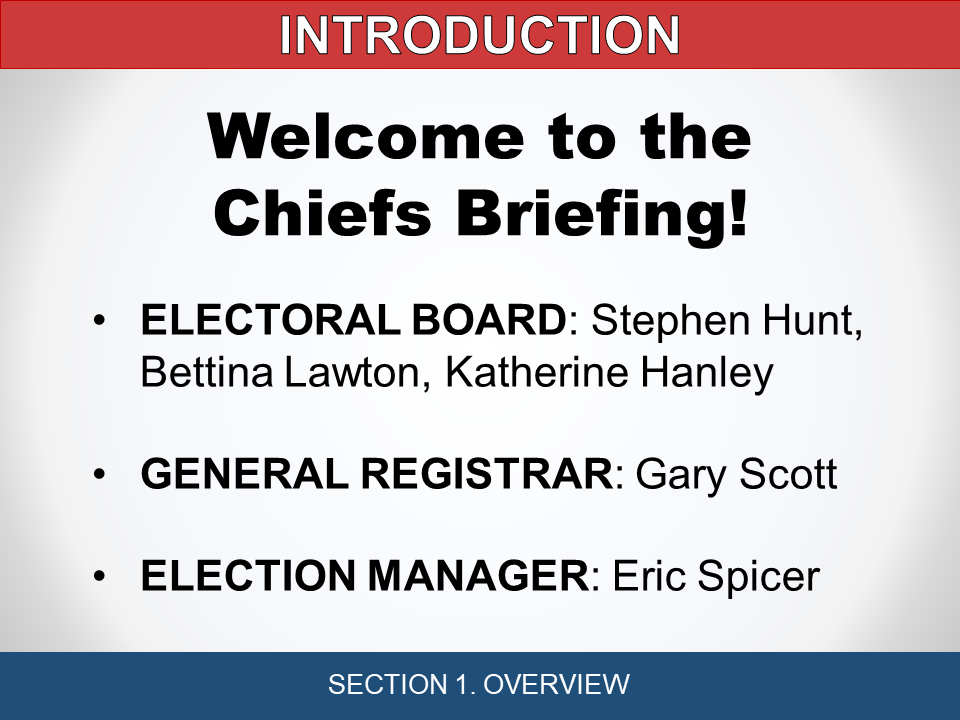 INTRODUCTION
Welcome to the
Chiefs Briefing!
• ELECTORAL BOARD: Stephen Hunt,
Bettina Lawton, Katherine Hanley
• GENERAL REGISTRAR: Gary Scott
• ELECTION MANAGER: Eric Spicer
SECTION 1. OVERVIEW